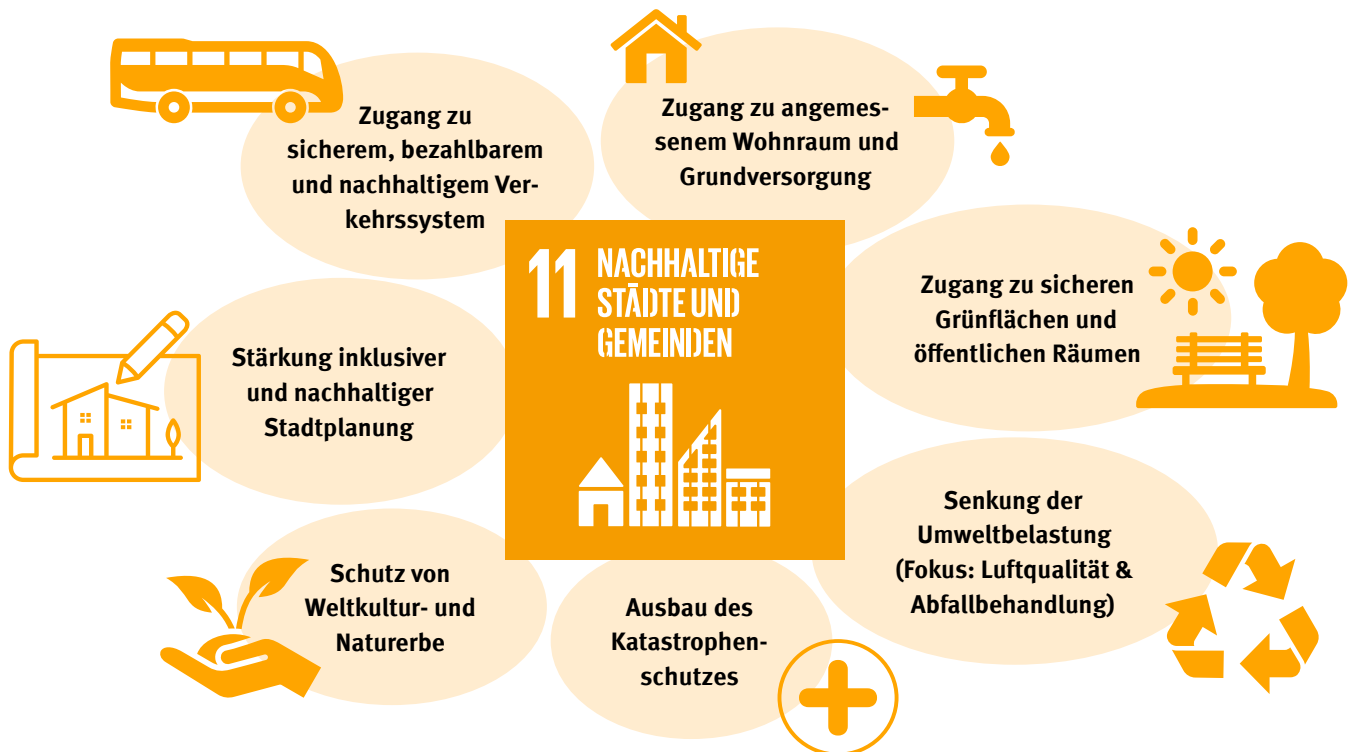 Zugang zu
sicherem, bezahlbarem
und nachhaltigem Ver-
kehrssystem
Zugang zu angemes-
senem Wohnraum und
Grundversorgung
11 NACHHALTIGE
STÄDTE UND
GEMEINDEN
Zugang zu sicheren
Grünflächen und
öffentlichen Räumen
Stärkung inklusiver
und nachhaltiger
Stadtplanung
Senkung der
Umweltbelastung
(Fokus: Luftqualität &
Abfallbehandlung)
Schutz von
Weltkultur- und
Naturerbe
Ausbau des
Katastrophen-
schutzes